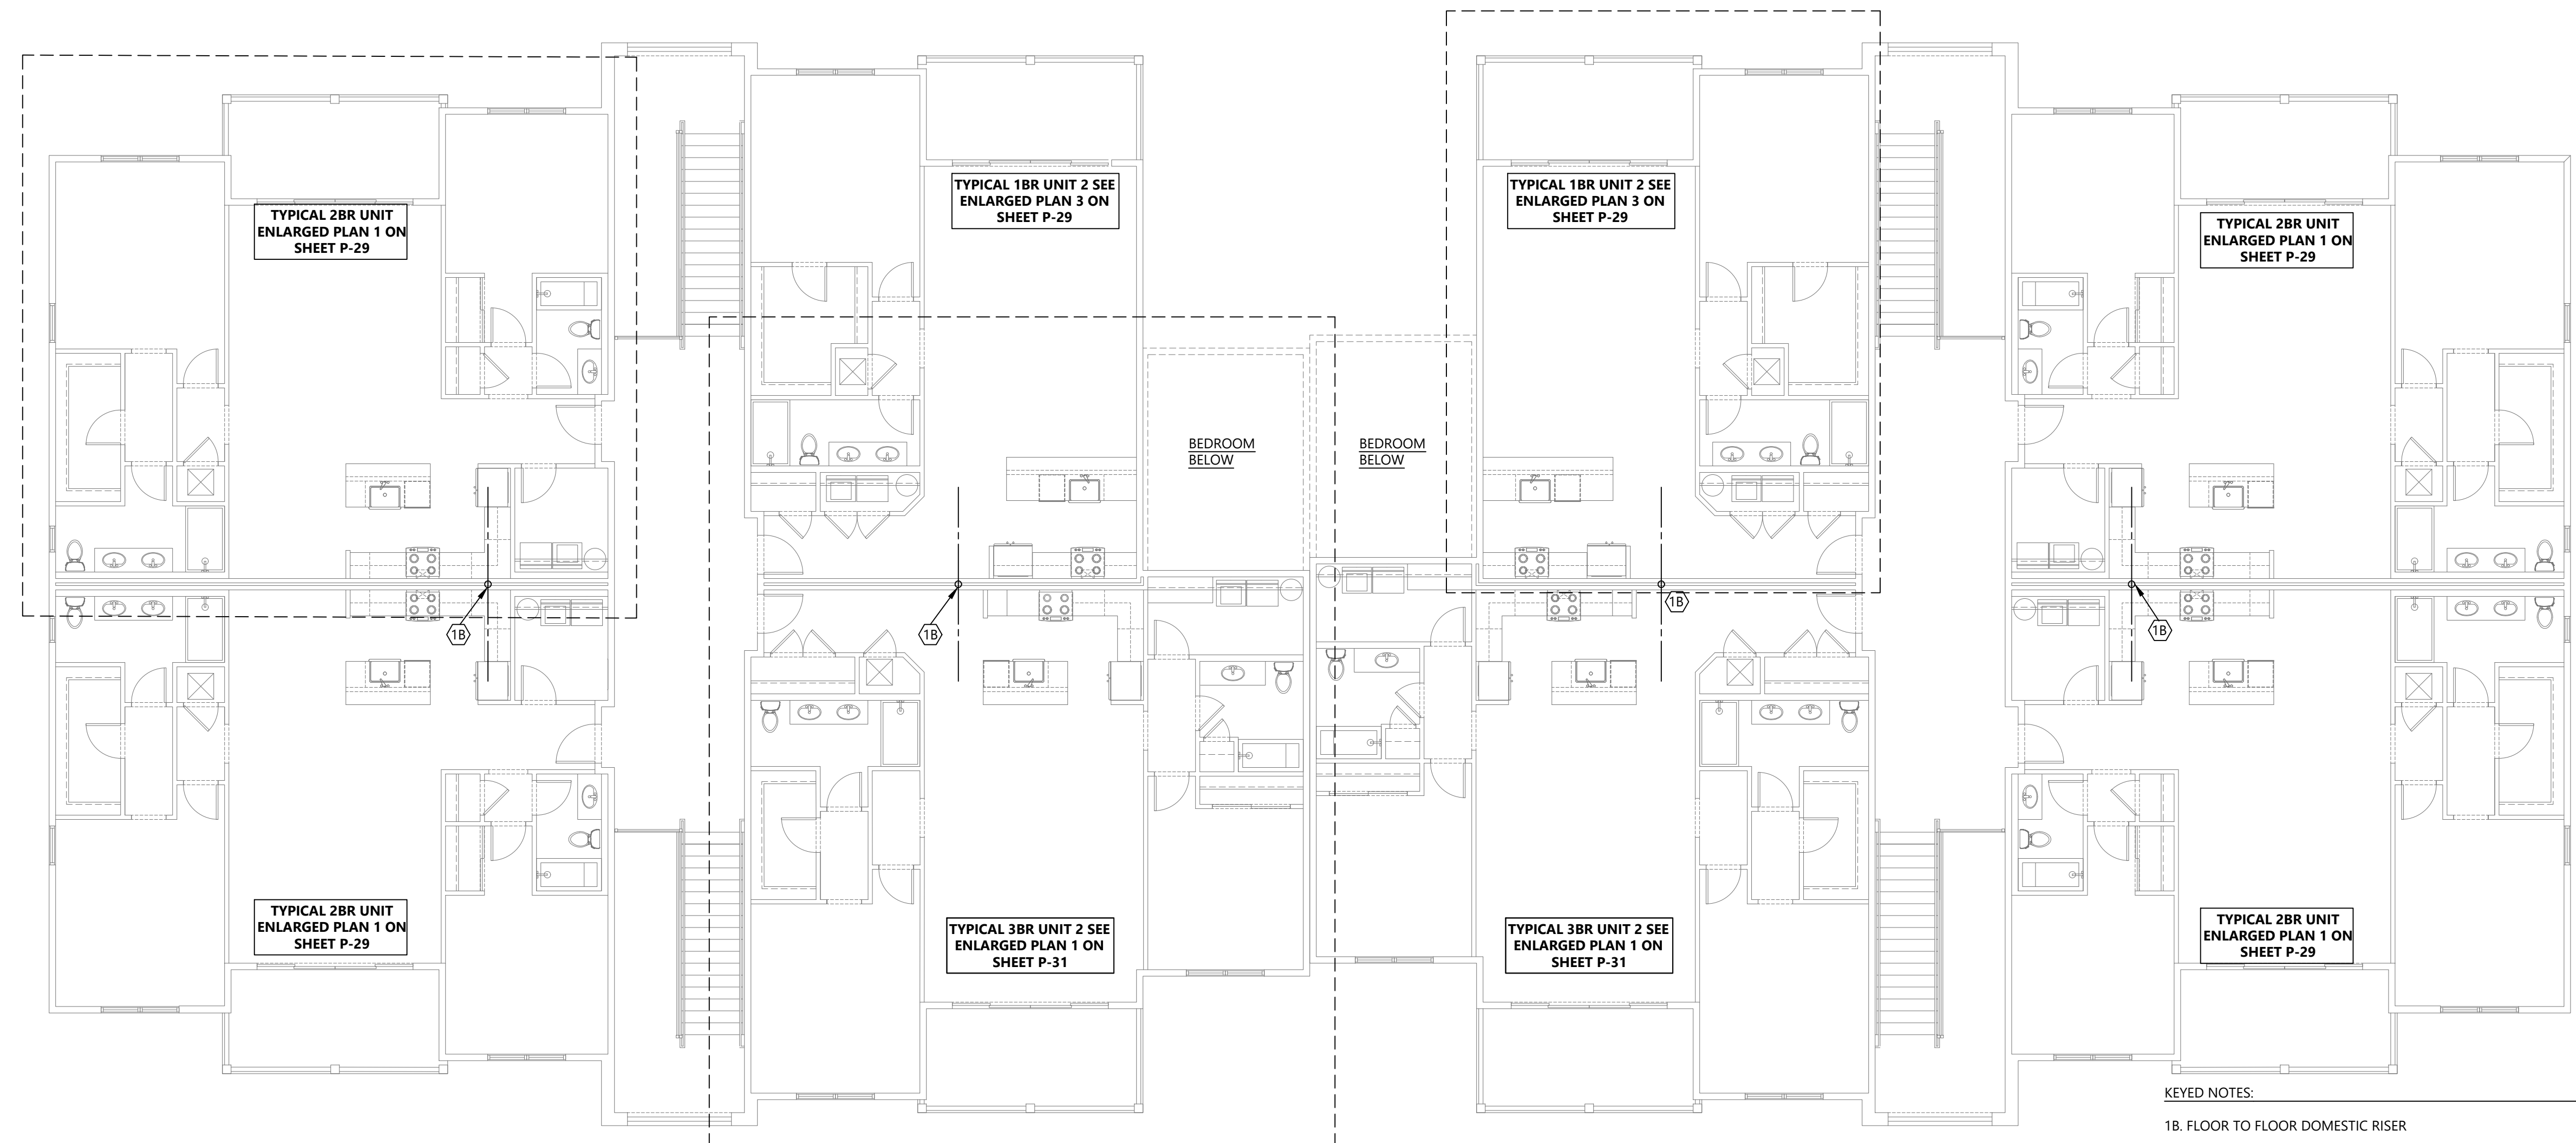 TYPICAL 2BR UNIT
ENLARGED PLAN 1 ON
SHEET P-29
TYPICAL 1BR UNIT 2 SEE
ENLARGED PLAN 3 ON
SHEET P-29
TYPICAL 1BR UNIT 2 SEE
ENLARGED PLAN 3 ON
SHEET P-29
TYPICAL 2BR UNIT
ENLARGED PLAN 1 ON
SHEET P-29
BEDROOM
BELOW
BEDROOM
BELOW
1B
1B
1B
1B
TYPICAL 2BR UNIT
ENLARGED PLAN 1 ON
SHEET P-29
TYPICAL 3BR UNIT 2 SEE
ENLARGED PLAN 1 ON
SHEET P-31
TYPICAL 3BR UNIT 2 SEE
ENLARGED PLAN 1 ON
SHEET P-31
TYPICAL 2BR UNIT
ENLARGED PLAN 1 ON
SHEET P-29
KEYED NOTES:
1B. FLOOR TO FLOOR DOMESTIC RISER